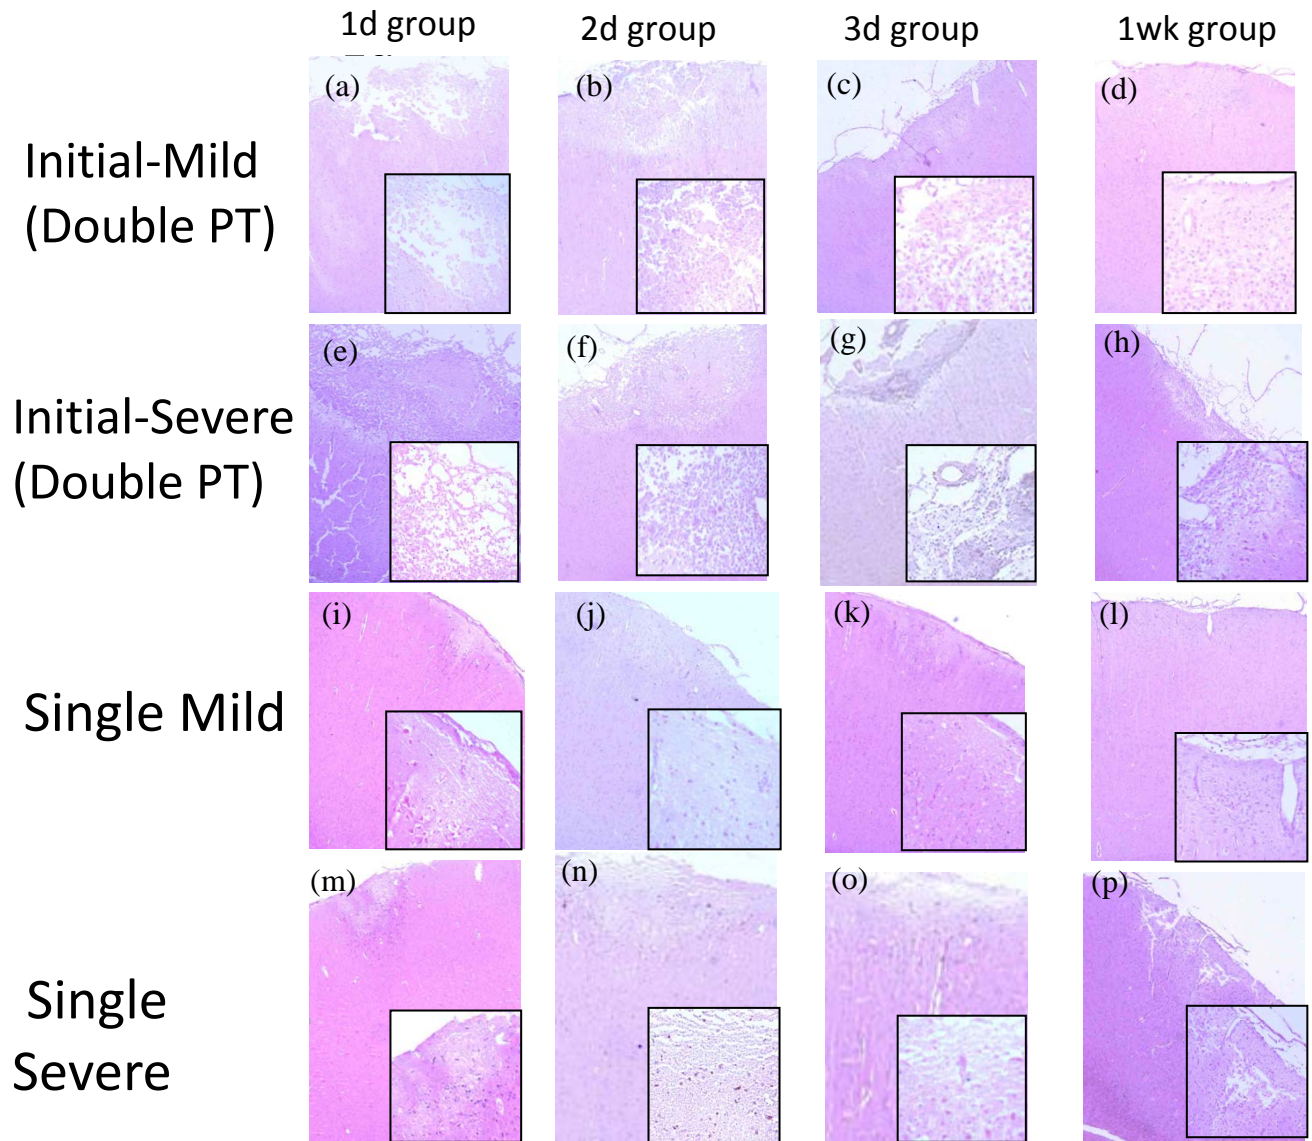 1d group 2d group 3d group 1wk group
(a) (b) (c) (d)
Initial-Mild
(Double PT)
(e) (f) (g) (h)
Initial-Severe
(Double PT)
(i) (j) (k) (l)
Single Mild
(m) (n) (o) (p)
Single
Severe